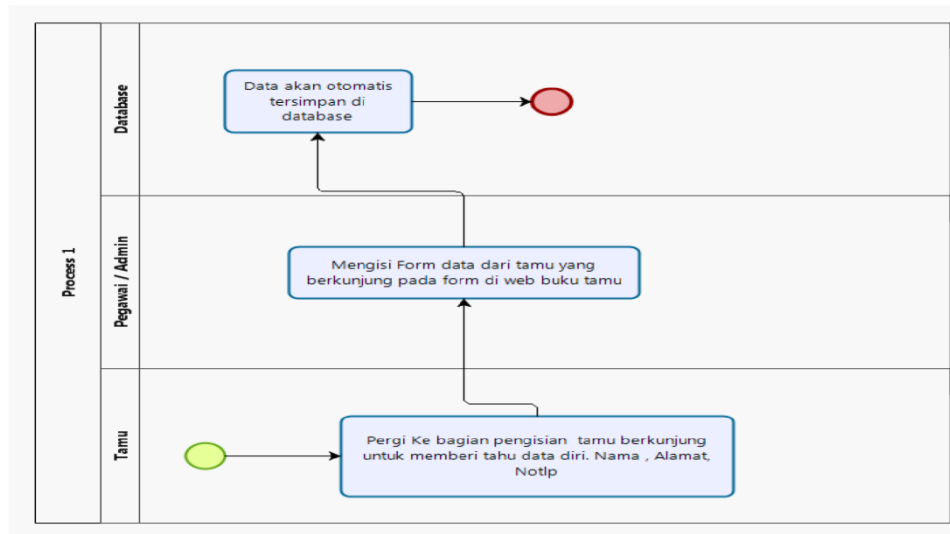 Process 1
Database
Data akan otomatis
tersimpan di
database
Pegawai / Admin
Mengisi Form data dari tamu yang
berkunjung pada form di web buku tamu
Tamu
Pergi Ke bagian pengisian tamu berkunjung
untuk memberi tahu data diri. Nama , Alamat,
Notlp